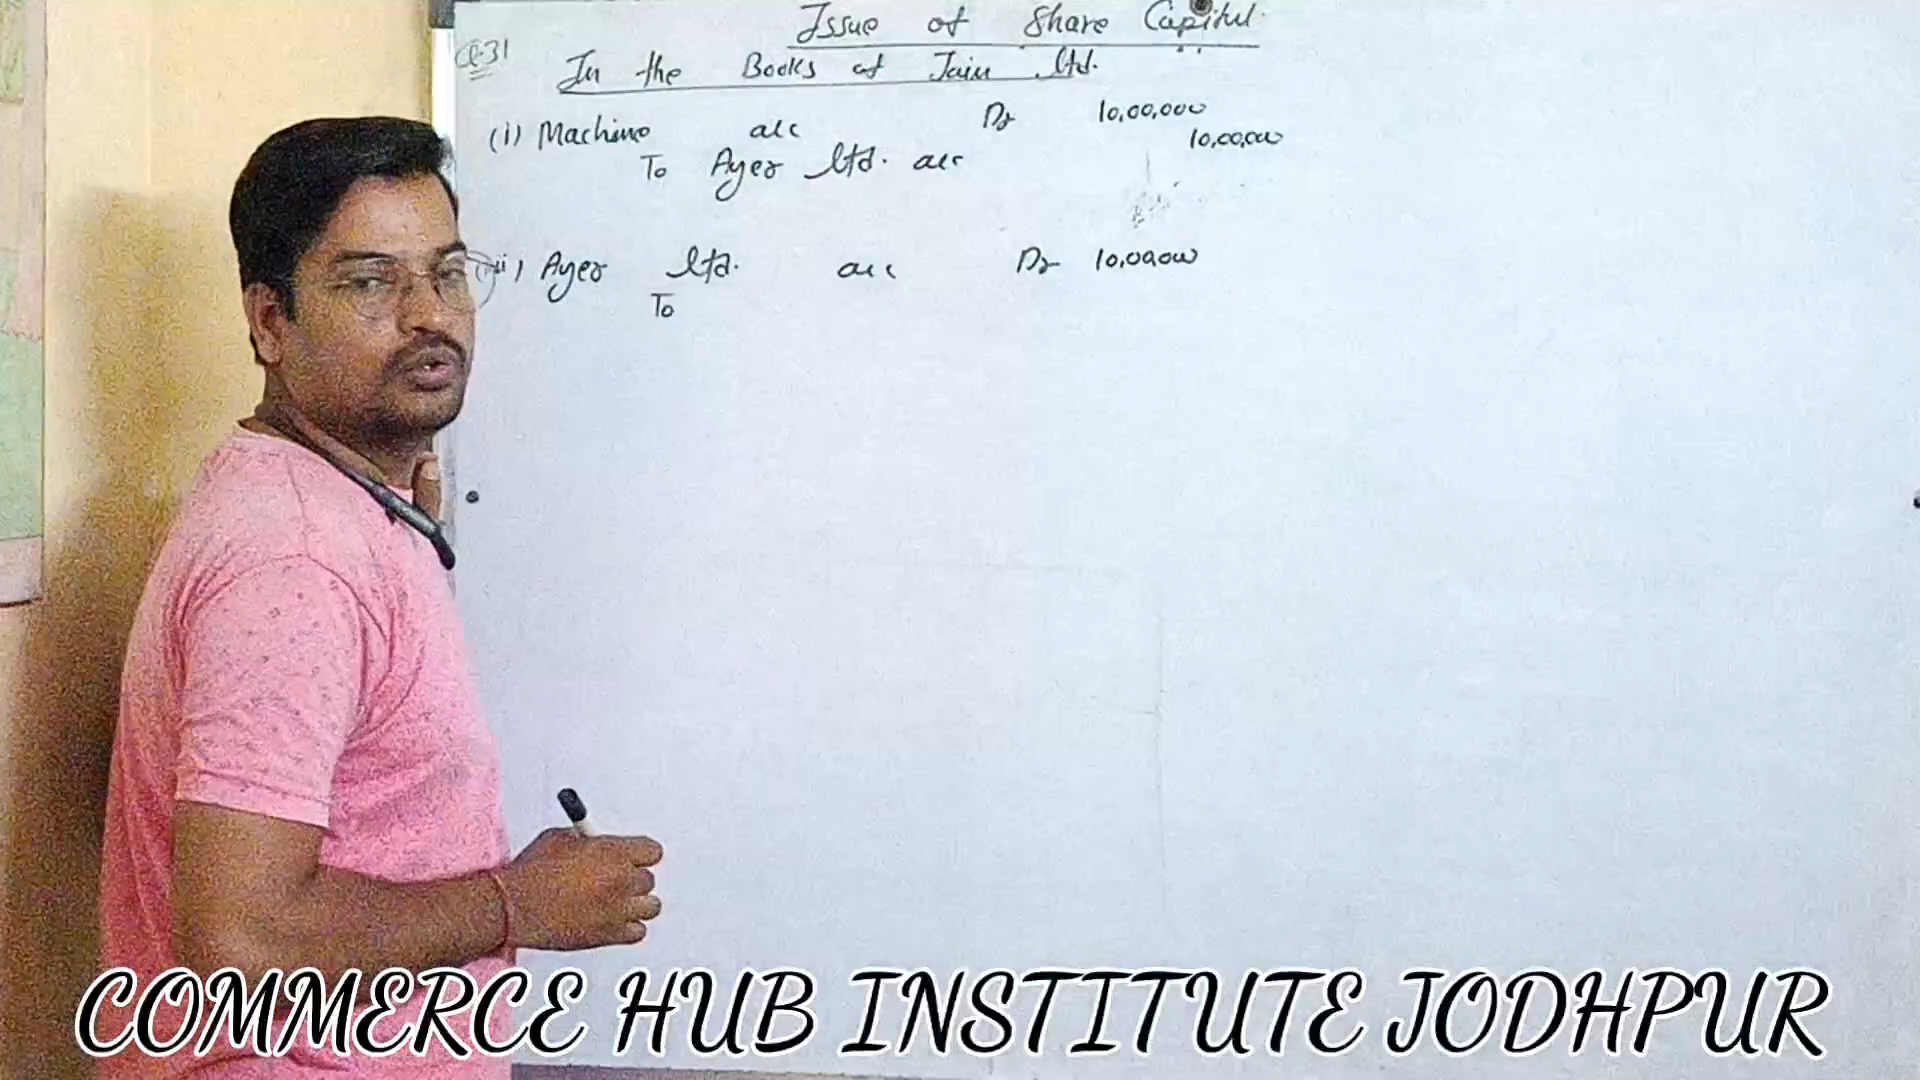 Issue of Share Capital.
Q.31
In the Books of Jain Ltd.
(i) Machine a/c Dr 10,00,000
To Ayer Ltd. a/c 10,00,000
(ii) Ayer Ltd. a/c Dr 10,00,000
To
COMMERCE HUB INSTITUTE JODHPUR